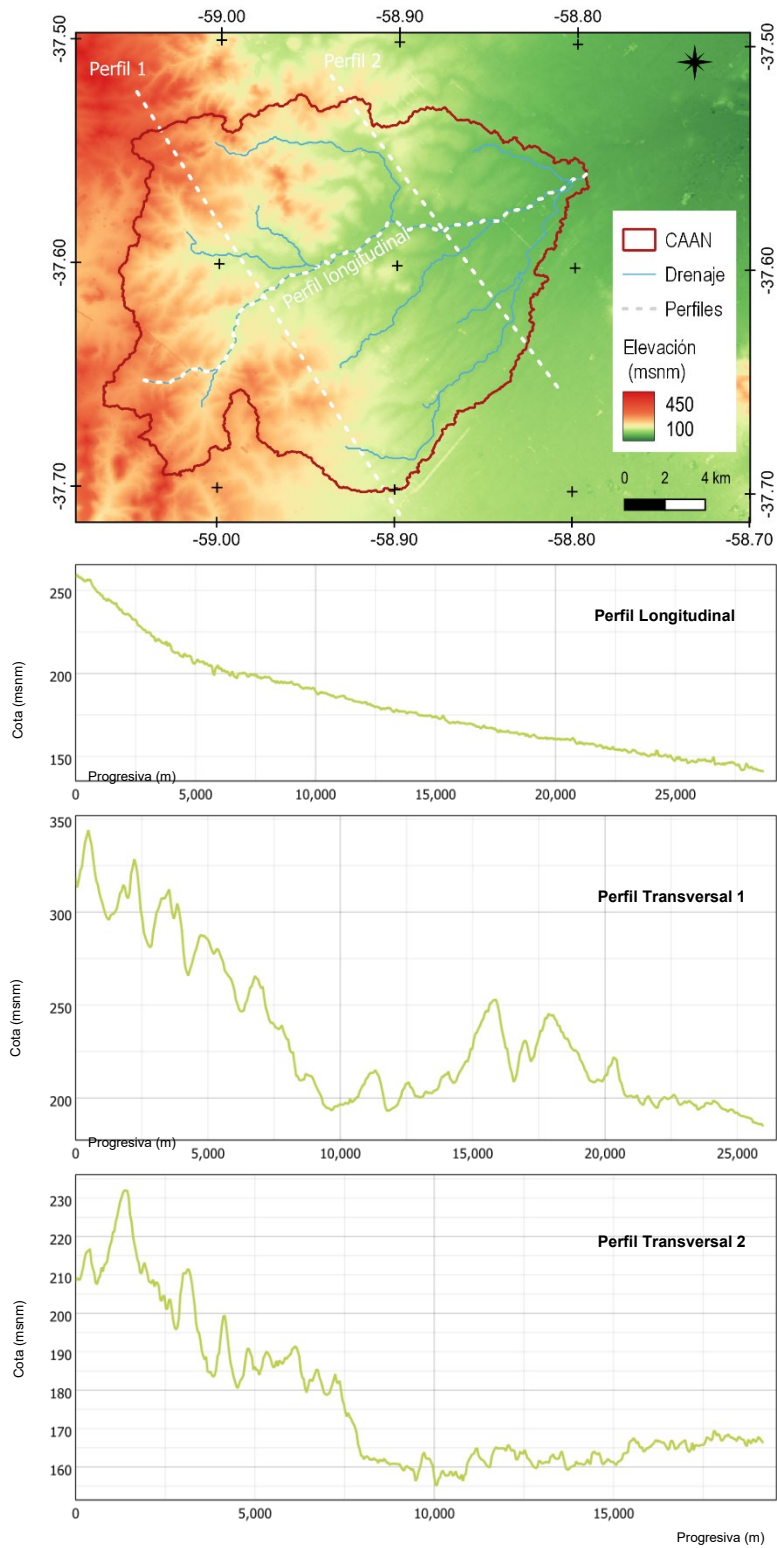 -59.00 -58.90 -58.80
-37.50 -37.50
Perfil 1
Perfil 2
-37.60 -37.60
Perfil longitudinal
-37.70 -37.70
CAAN
Drenaje
Perfiles
Elevación
(msnm)
450
100
0 2 4 km
-59.00 -58.90 -58.80 -58.70
Perfil Longitudinal
Cota (msnm)
250
200
150
Progresiva (m)
0 5,000 10,000 15,000 20,000 25,000
Perfil Transversal 1
Cota (msnm)
350
300
250
200
Progresiva (m)
0 5,000 10,000 15,000 20,000 25,000
Perfil Transversal 2
Cota (msnm)
230
220
210
200
190
180
170
160
0 5,000 10,000 15,000
Progresiva (m)